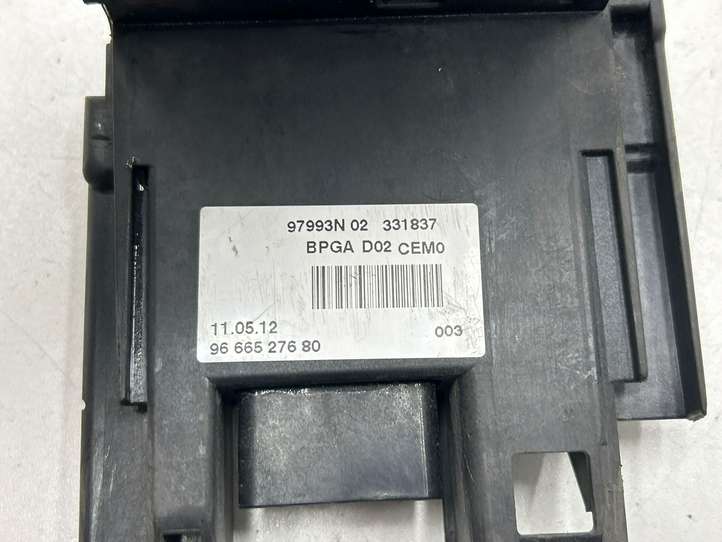 97993N 02 331837
BPGA D02 CEM0
11.05.12 003
96 665 276 80